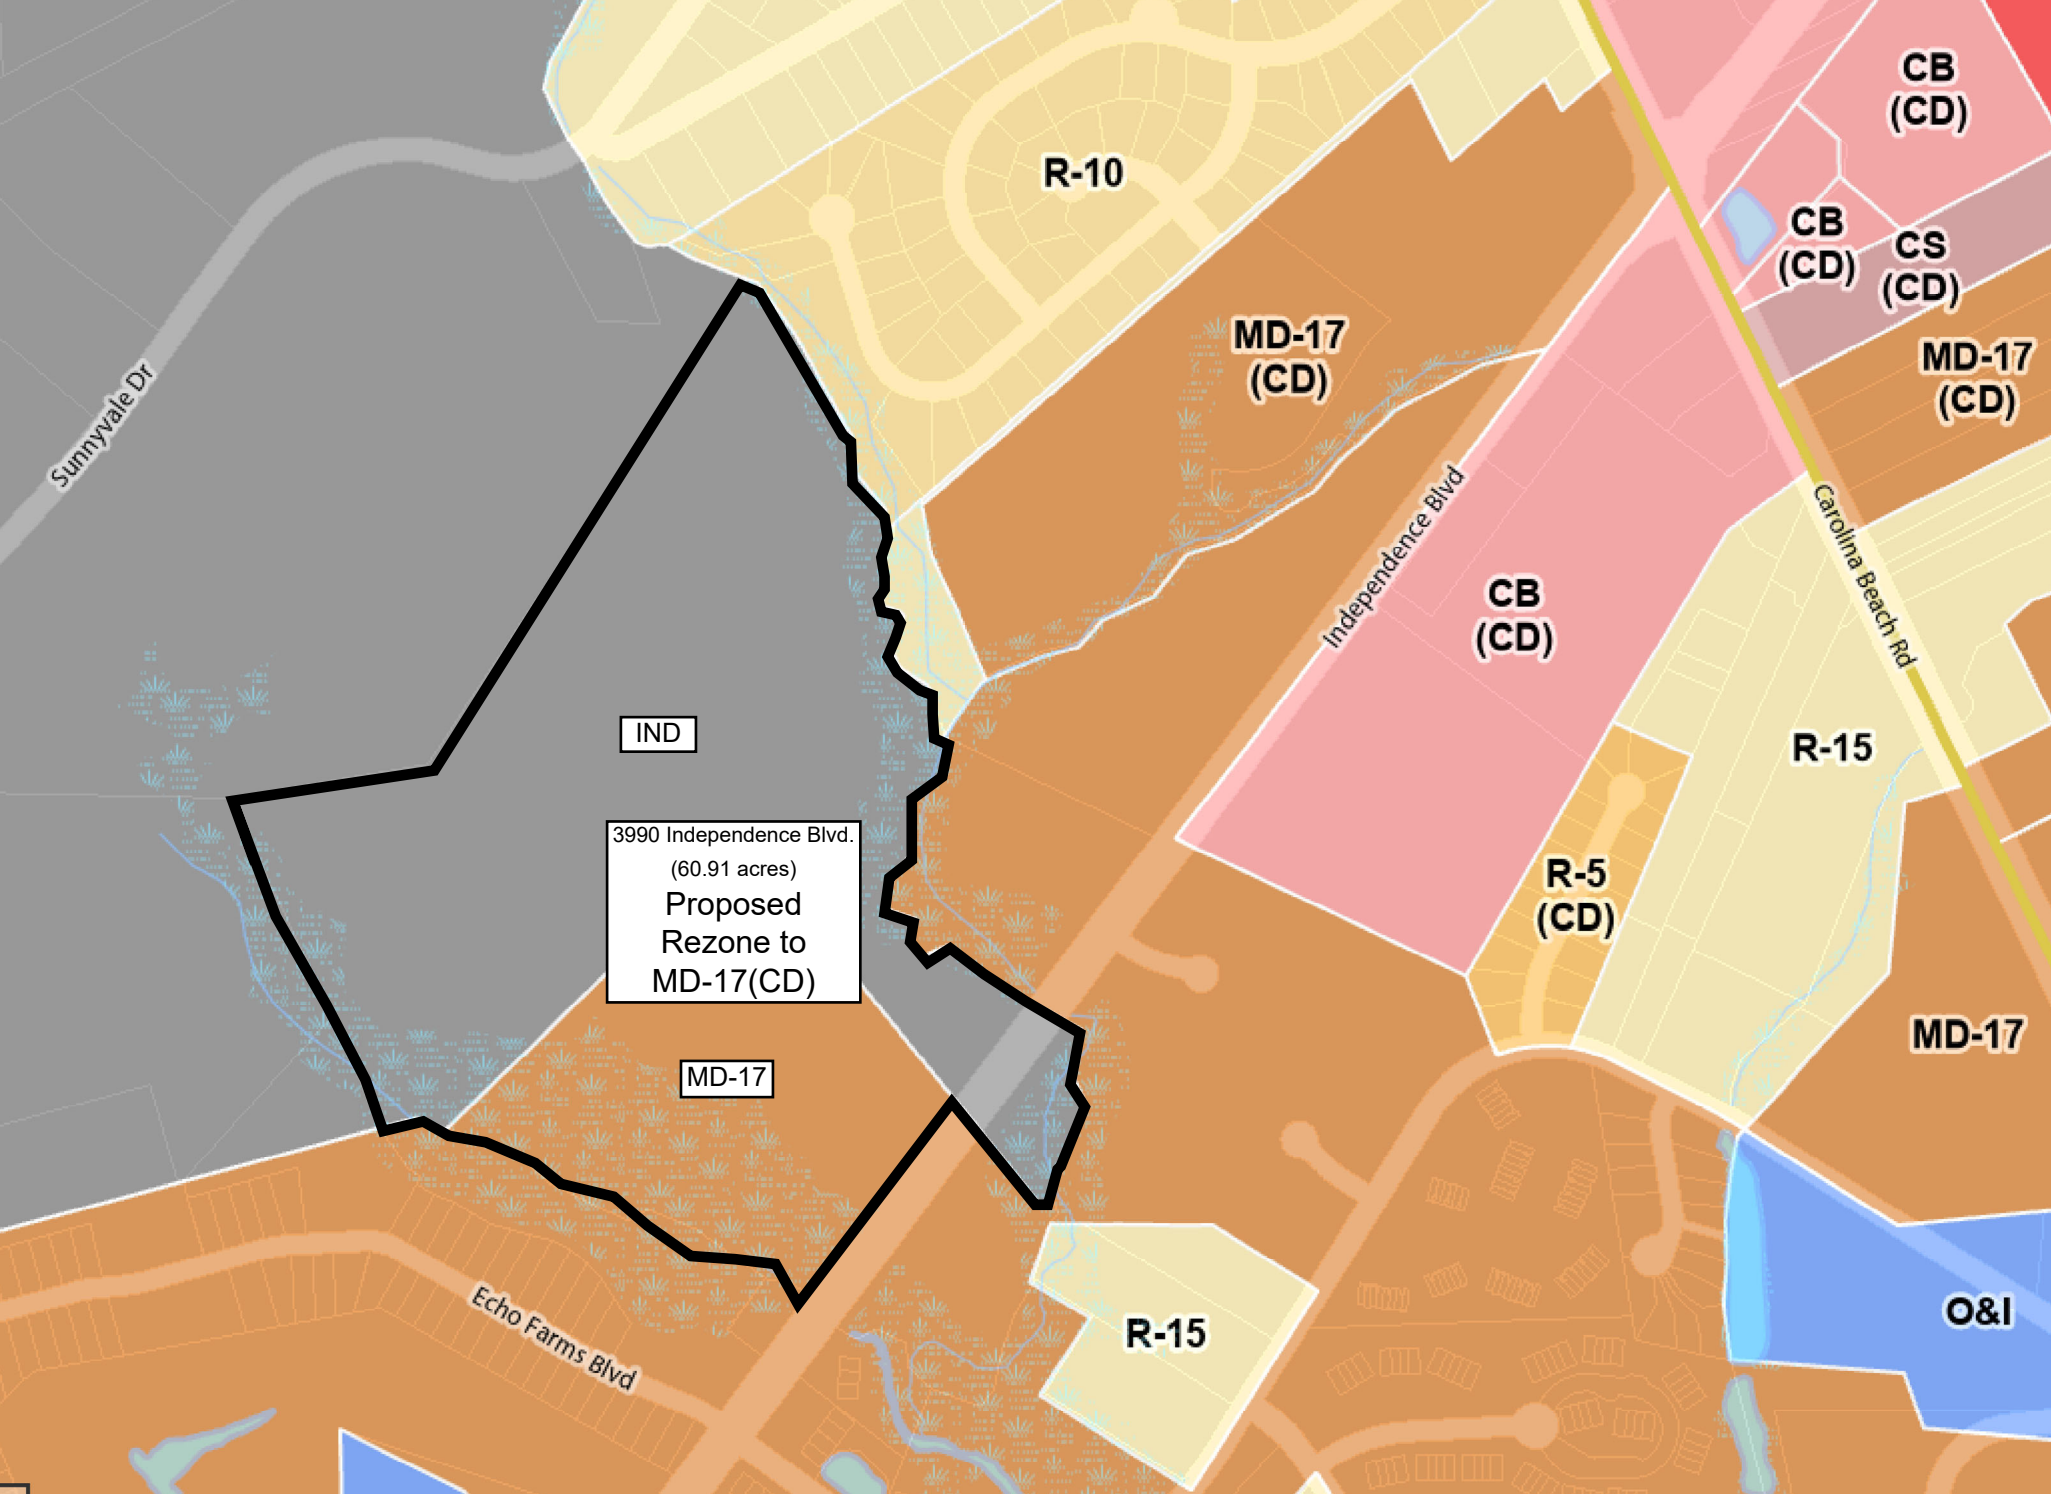 CB
(CD)
R-10
CB
(CD)
CS
(CD)
MD-17
(CD)
MD-17
(CD)
Sunnyvale Dr
Independence Blvd
Carolina Beach Rd
CB
(CD)
IND
R-15
3990 Independence Blvd.
(60.91 acres)
Proposed
Rezone to
MD-17(CD)
R-5
(CD)
MD-17
MD-17
Echo Farms Blvd
R-15
O&I